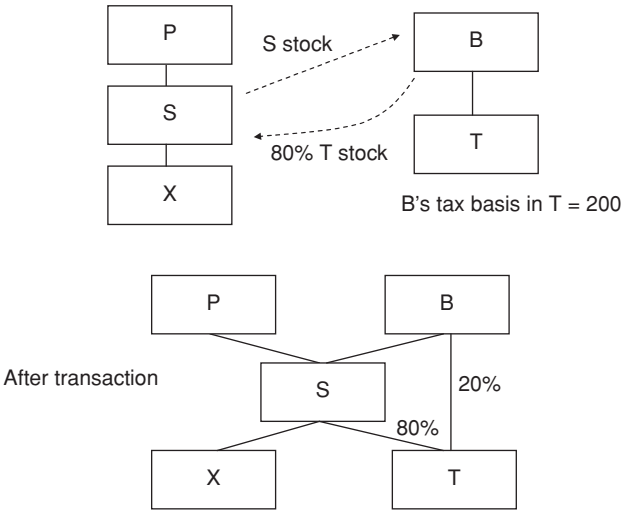 P
S stock
B
S
80% T stock
T
X
B's tax basis in T = 200
P
B
After transaction
S
20%
80%
X
T